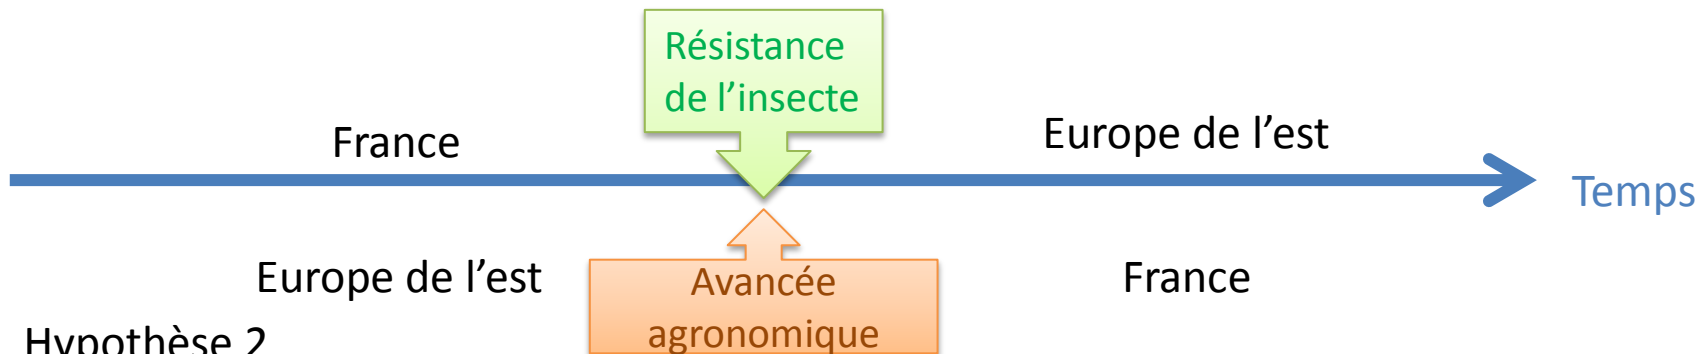 Résistance
de l’insecte
France
Europe de l’est
Temps
Europe de l’est
Avancée
agronomique
France
Hypothèse 2